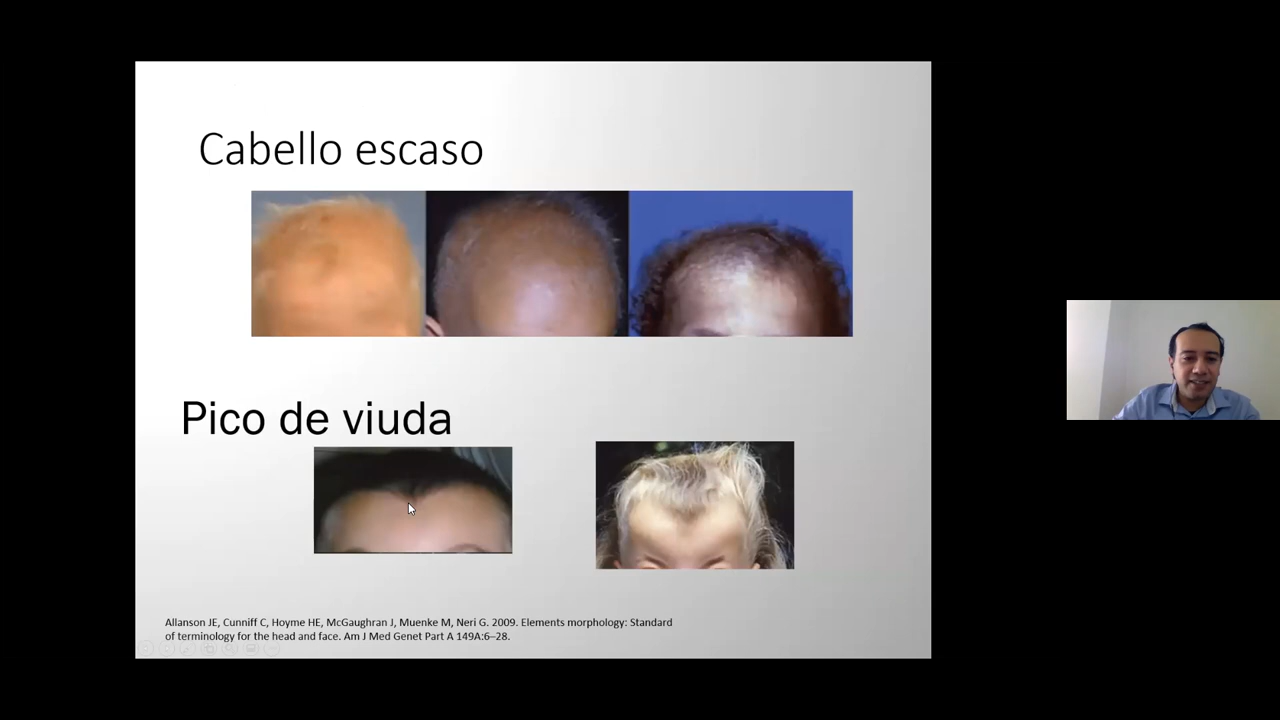 Cabello escaso
Pico de viuda
Allanson JE, Cunniff C, Hoyme HE, McGaughran J, Muenke M, Neri G. 2009. Elements morphology: Standard
of terminology for the head and face. Am J Med Genet Part A 149A:6–28.